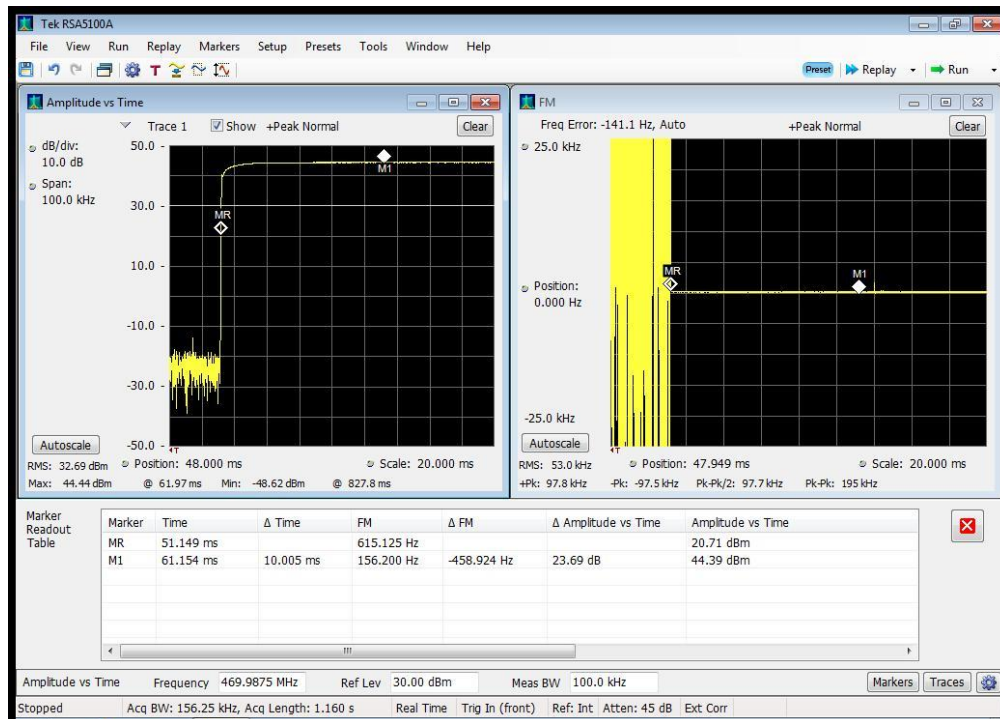 Tek RSA5100A
File View Run Replay Markers Setup Presets Tools Window Help
T Preset Replay Run
Amplitude vs Time
Trace 1 Show +Peak Normal Clear
dB/div:
10.0 dB
Span:
100.0 kHz
50.0
30.0
10.0
-10.0
-30.0
-50.0
MR
M1
T
Autoscale
Position: 48.000 ms Scale: 20.000 ms
RMS: 32.69 dBm
Max: 44.44 dBm @ 61.97 ms Min: -48.62 dBm @ 827.8 ms
FM
Freq Error: -141.1 Hz, Auto +Peak Normal Clear
25.0 kHz
Position:
0.000 Hz
-25.0 kHz
MR
M1
T
Autoscale
RMS: 53.0 kHz Position: 47.949 ms Scale: 20.000 ms
+Pk: 97.8 kHz -Pk: -97.5 kHz Pk-Pk/2: 97.7 kHz Pk-Pk: 195 kHz
Marker
Readout
Table
Marker Time Δ Time FM Δ FM Δ Amplitude vs Time Amplitude vs Time
MR 51.149 ms 615.125 Hz 20.71 dBm
M1 61.154 ms 10.005 ms 156.200 Hz -458.924 Hz 23.69 dB 44.39 dBm
Amplitude vs Time Frequency 469.9875 MHz Ref Lev 30.00 dBm Meas BW 100.0 kHz Markers Traces
Stopped Acq BW: 156.25 kHz, Acq Length: 1.160 s Real Time Trig In (front) Ref: Int Atten: 45 dB Ext Corr